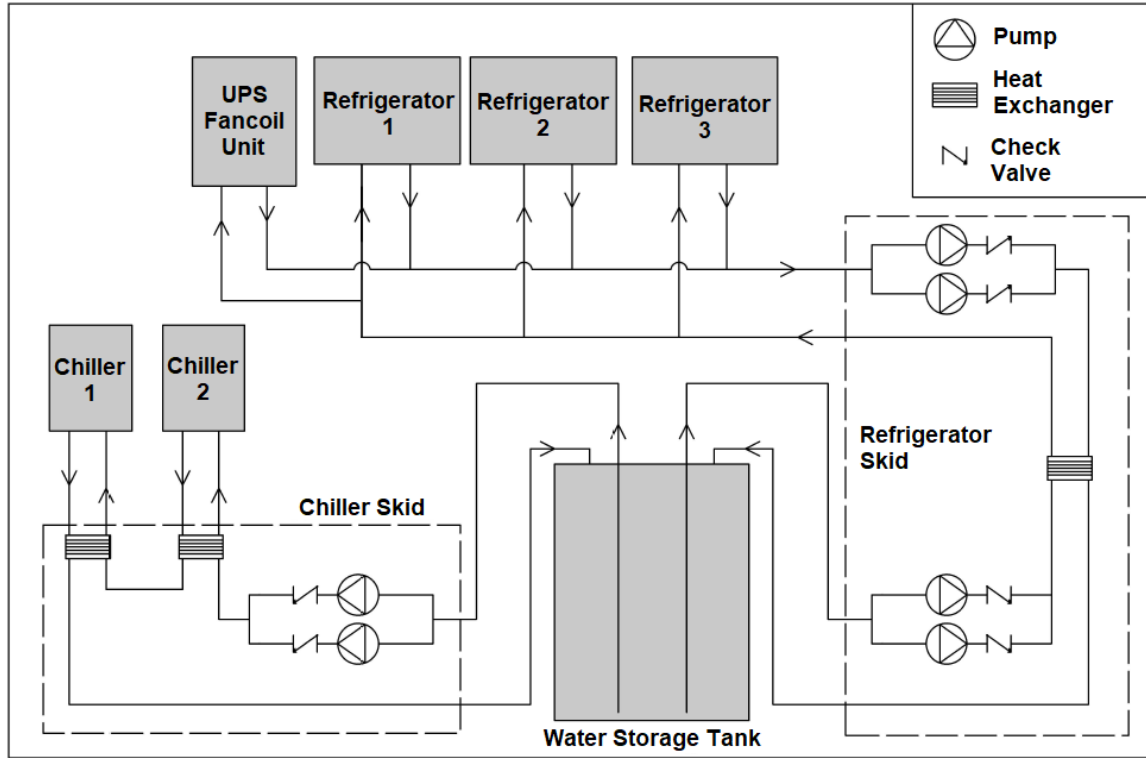 Pump
Heat
Exchanger
Check
Valve
UPS
Fancoil
Unit
Refrigerator
1
Refrigerator
2
Refrigerator
3
Chiller
1
Chiller
2
Refrigerator
Skid
Chiller Skid
Water Storage Tank